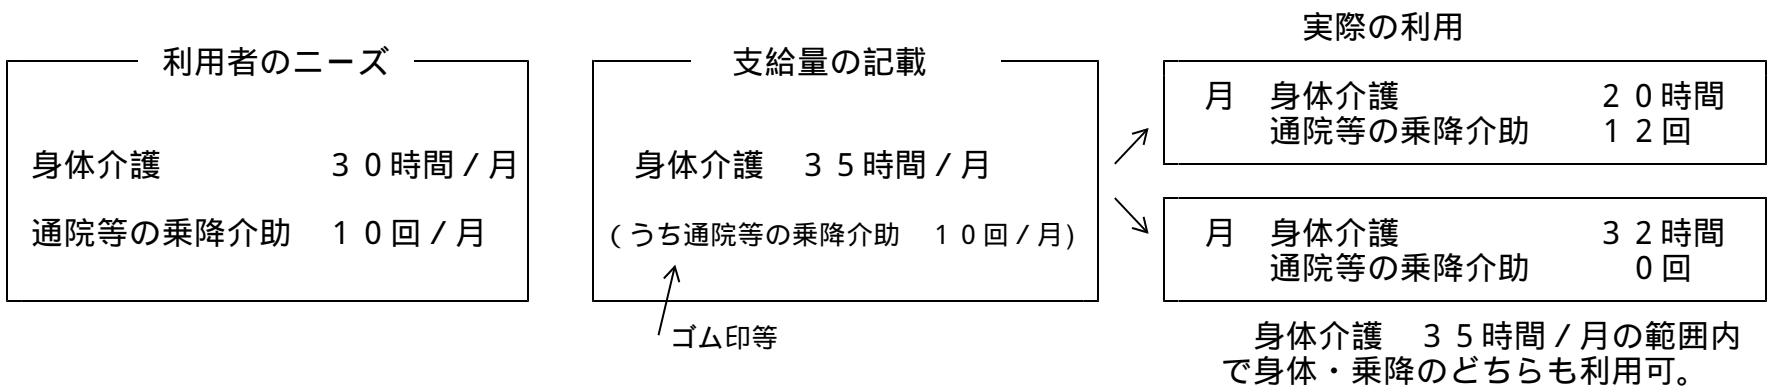 利用者のニーズ
身体介護　３０時間／月
通院等の乗降介助　１０回／月
支給量の記載
身体介護　３５時間／月
（うち通院等の乗降介助　１０回／月）
ゴム印等
実際の利用
月　身体介護　２０時間
通院等の乗降介助　１２回
月　身体介護　３２時間
通院等の乗降介助　０回
身体介護　３５時間／月の範囲内
で身体・乗降のどちらも利用可。